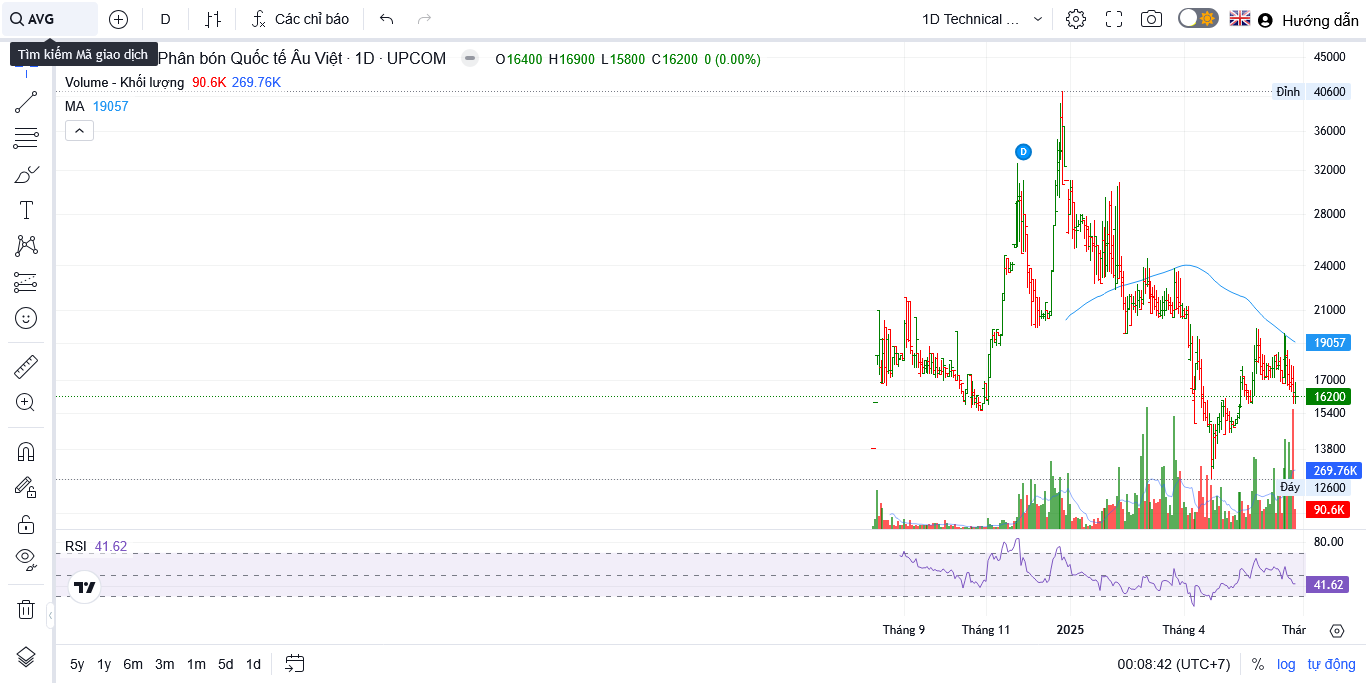 AVG
D
Các chỉ báo
1D Technical ...
Hướng dẫn
Tìm kiếm Mã giao dịch
Phân bón Quốc tế Âu Việt · 1D · UPCOM
O16400 H16900 L15800 C16200 0 (0.00%)
Volume - Khối lượng 90.6K 269.76K
MA 19057
D
45000
Đỉnh 40600
36000
32000
28000
24000
21000
19057
17000
16200
15400
13800
269.76K
Đáy 12600
90.6K
RSI 41.62
80.00
41.62
Tháng 9 Tháng 11 2025 Tháng 4 Thár
5y 1y 6m 3m 1m 5d 1d
00:08:42 (UTC+7) % log tự động